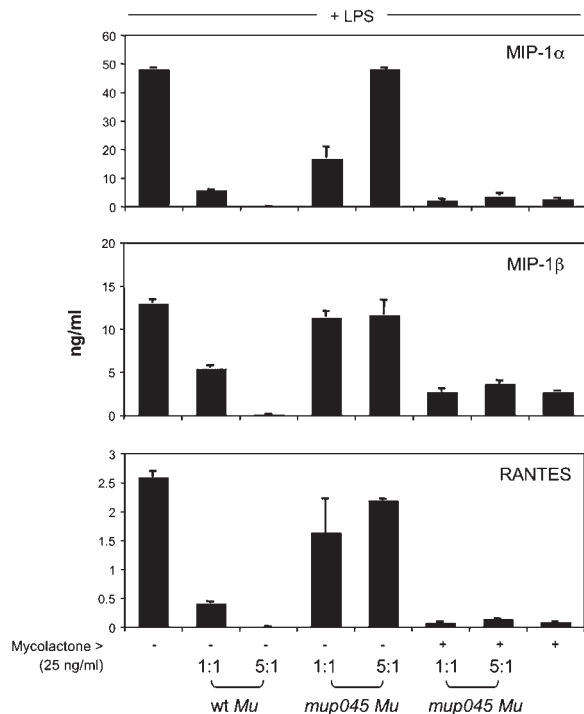 + LPS
MIP-1α
60
50
40
30
20
10
0
MIP-1β
20
15
10
5
0
ng/ml
RANTES
3
2.5
2
1.5
1
0.5
0
Mycolactone > - - - - - + + +
(25 ng/ml) 1:1 5:1 1:1 5:1 1:1 5:1
wt Mu mup045 Mu mup045 Mu